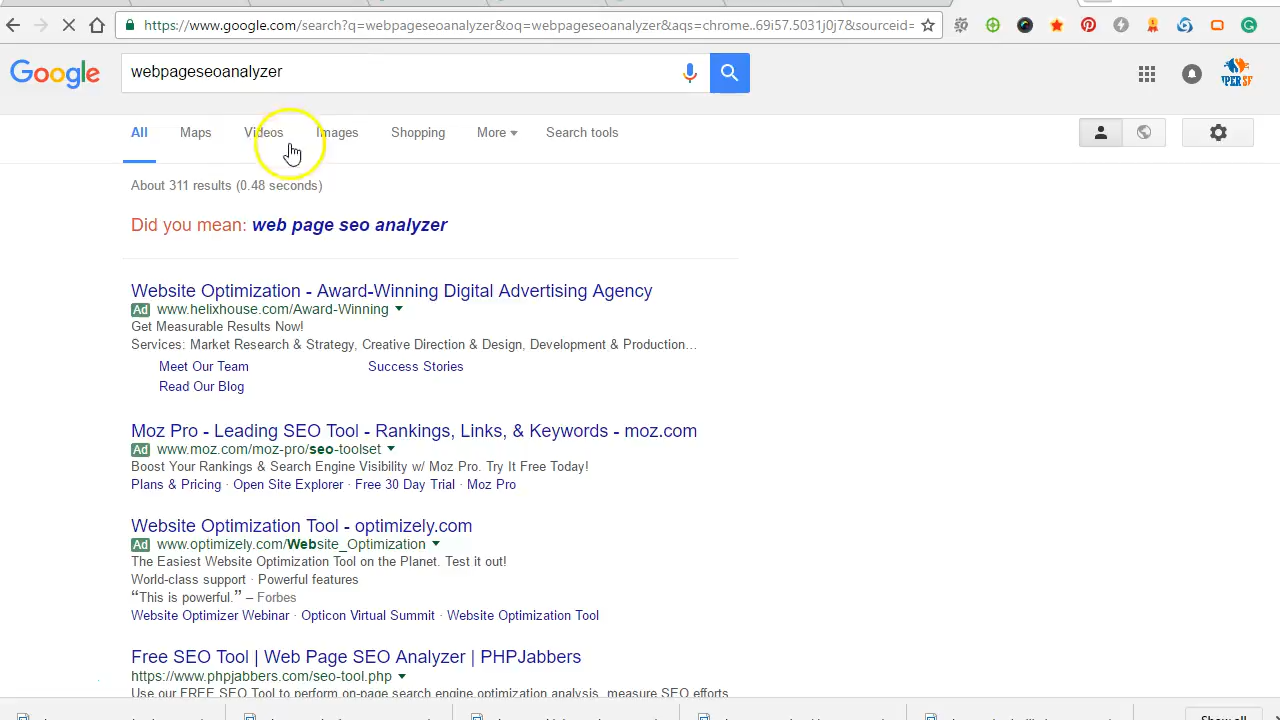 https://www.google.com/search?q=webpageseoanalyzer&oq=webpageseoanalyzer&aqs=chrome..69i57.5031j0j7&sourceid=
Google
webpageseoanalyzer
All Maps Videos Images Shopping More Search tools
About 311 results (0.48 seconds)
Did you mean: web page seo analyzer
Website Optimization - Award-Winning Digital Advertising Agency
Ad www.helixhouse.com/Award-Winning
Get Measurable Results Now!
Services: Market Research & Strategy, Creative Direction & Design, Development & Production…
Meet Our Team Success Stories
Read Our Blog
Moz Pro - Leading SEO Tool - Rankings, Links, & Keywords - moz.com
Ad www.moz.com/moz-pro/seo-toolset
Boost Your Rankings & Search Engine Visibility w/ Moz Pro. Try It Free Today!
Plans & Pricing · Open Site Explorer · Free 30 Day Trial · Moz Pro
Website Optimization Tool - optimizely.com
Ad www.optimizely.com/Website_Optimization
The Easiest Website Optimization Tool on the Planet. Test it out!
World-class support · Powerful features
“This is powerful.” – Forbes
Website Optimizer Webinar · Opticon Virtual Summit · Website Optimization Tool
Free SEO Tool | Web Page SEO Analyzer | PHPJabbers
https://www.phpjabbers.com/seo-tool.php
Use our FREE SEO Tool to perform on-page search engine optimization analysis, measure SEO efforts
Show all